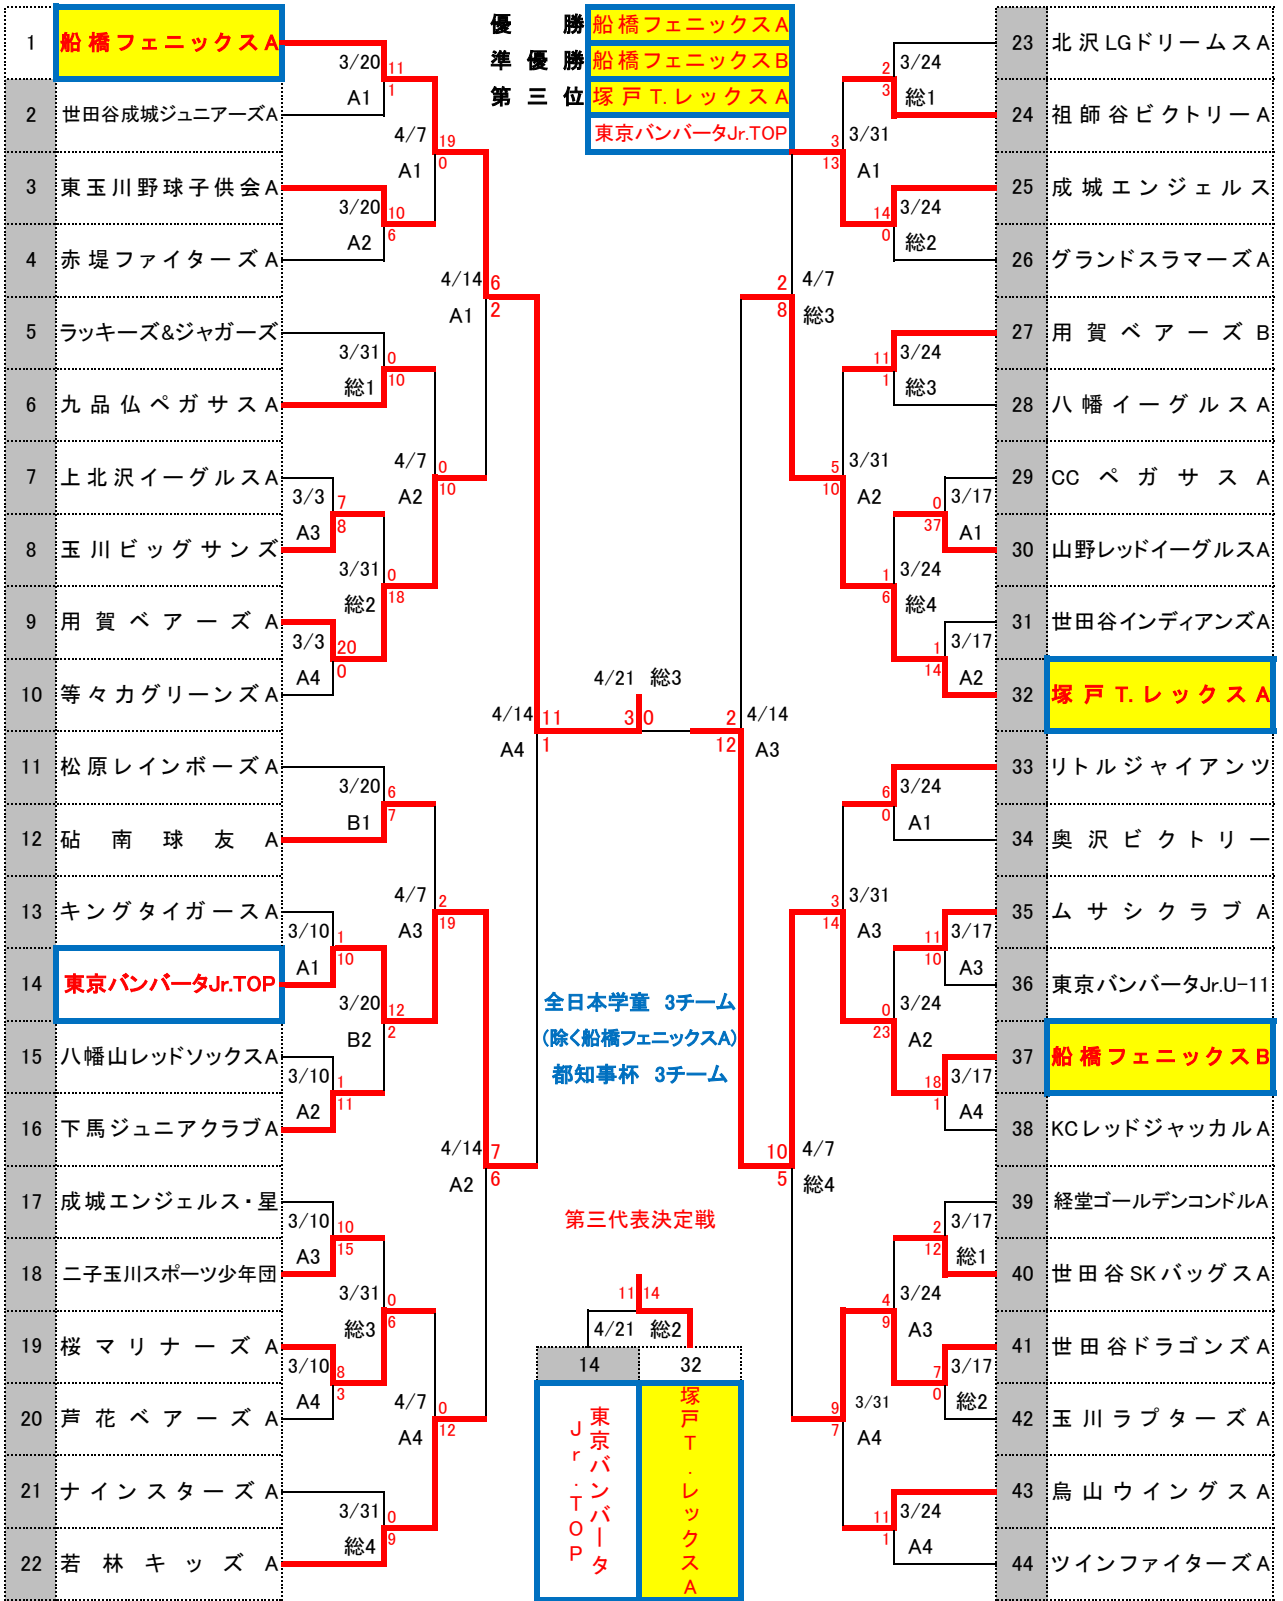 優勝 船橋フェニックスA
準優勝 船橋フェニックスB
第三位 塚戸T.レックスA
東京バンバータJr.TOP
1 船橋フェニックスA
2 世田谷成城ジュニアーズA
3 東玉川野球子供会A
4 赤堤ファイターズA
5 ラッキーズ&ジャガーズ
6 九品仏ペガサスA
7 上北沢イーグルスA
8 玉川ビッグサンズ
9 用賀ベアーズA
10 等々力グリーンズA
11 松原レインボーズA
12 砧南球友A
13 キングタイガースA
14 東京バンバータJr.TOP
15 八幡山レッドソックスA
16 下馬ジュニアクラブA
17 成城エンジェルス・星
18 二子玉川スポーツ少年団
19 桜マリナーズA
20 芦花ベアーズA
21 ナインスターズA
22 若林キッズA
3/20 11
A1 1
3/20 10
A2 6
3/31 0
総1 10
3/3 7
A3 8
3/3 20
A4 0
3/31 0
総2 18
3/20 6
B1 7
3/10 1
A1 10
3/10 1
A2 11
3/20 12
B2 2
3/10 10
A3 15
3/10 8
A4 3
3/31 0
総3 6
3/31 0
総4 9
4/7 19
A1 0
4/7 0
A2 10
4/7 2
A3 19
4/7 0
A4 12
4/14 6
A1 2
4/14 7
A2 6
4/14 11
A4 1
4/21 総3
3 0
2 4/14
12 A3
2 4/7
8 総3
10 4/7
5 総4
3 3/31
13 A1
5 3/31
10 A2
3 3/31
14 A3
9 3/31
7 A4
2 3/24
3 総1
14 3/24
0 総2
11 3/24
1 総3
0 3/17
37 A1
1 3/24
6 総4
1 3/17
14 A2
6 3/24
0 A1
11 3/17
10 A3
0 3/24
23 A2
18 3/17
1 A4
2 3/17
12 総1
4 3/24
9 A3
7 3/17
0 総2
11 3/24
1 A4
23 北沢LGドリームスA
24 祖師谷ビクトリーA
25 成城エンジェルス
26 グランドスラマーズA
27 用賀ベアーズB
28 八幡イーグルスA
29 CCペガサスA
30 山野レッドイーグルスA
31 世田谷インディアンズA
32 塚戸T.レックスA
33 リトルジャイアンツ
34 奥沢ビクトリー
35 ムサシクラブA
36 東京バンバータJr.U-11
37 船橋フェニックスB
38 KCレッドジャッカルA
39 経堂ゴールデンコンドルA
40 世田谷SKバッグスA
41 世田谷ドラゴンズA
42 玉川ラプターズA
43 烏山ウイングスA
44 ツインファイターズA
全日本学童 3チーム
(除く船橋フェニックスA)
都知事杯 3チーム
第三代表決定戦
11 14
4/21 総2
14 32
東京バンバータ
Jr.TOP
塚戸T.レックスA